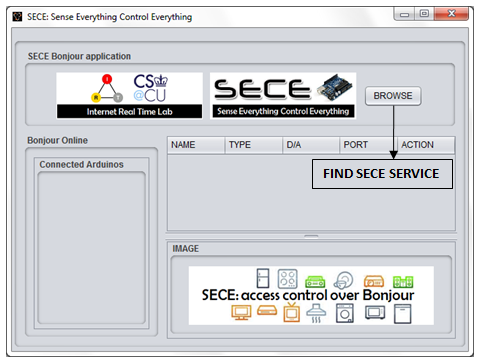 SECE: Sense Everything Control Everything
SECE Bonjour application
CS
@CU
I
R
T
Internet Real Time Lab
SECE
Sense Everything Control Everything
BROWSE
Bonjour Online
Connected Arduinos
NAME TYPE D/A PORT ACTION
FIND SECE SERVICE
IMAGE
SECE: access control over Bonjour